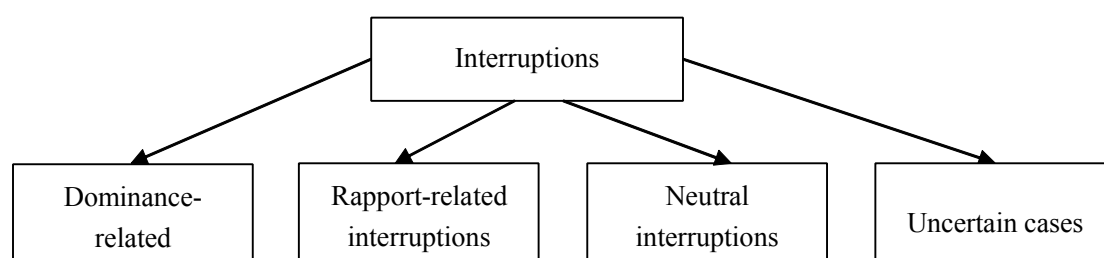 Interruptions
Dominance-
related
Rapport-related
interruptions
Neutral
interruptions
Uncertain cases